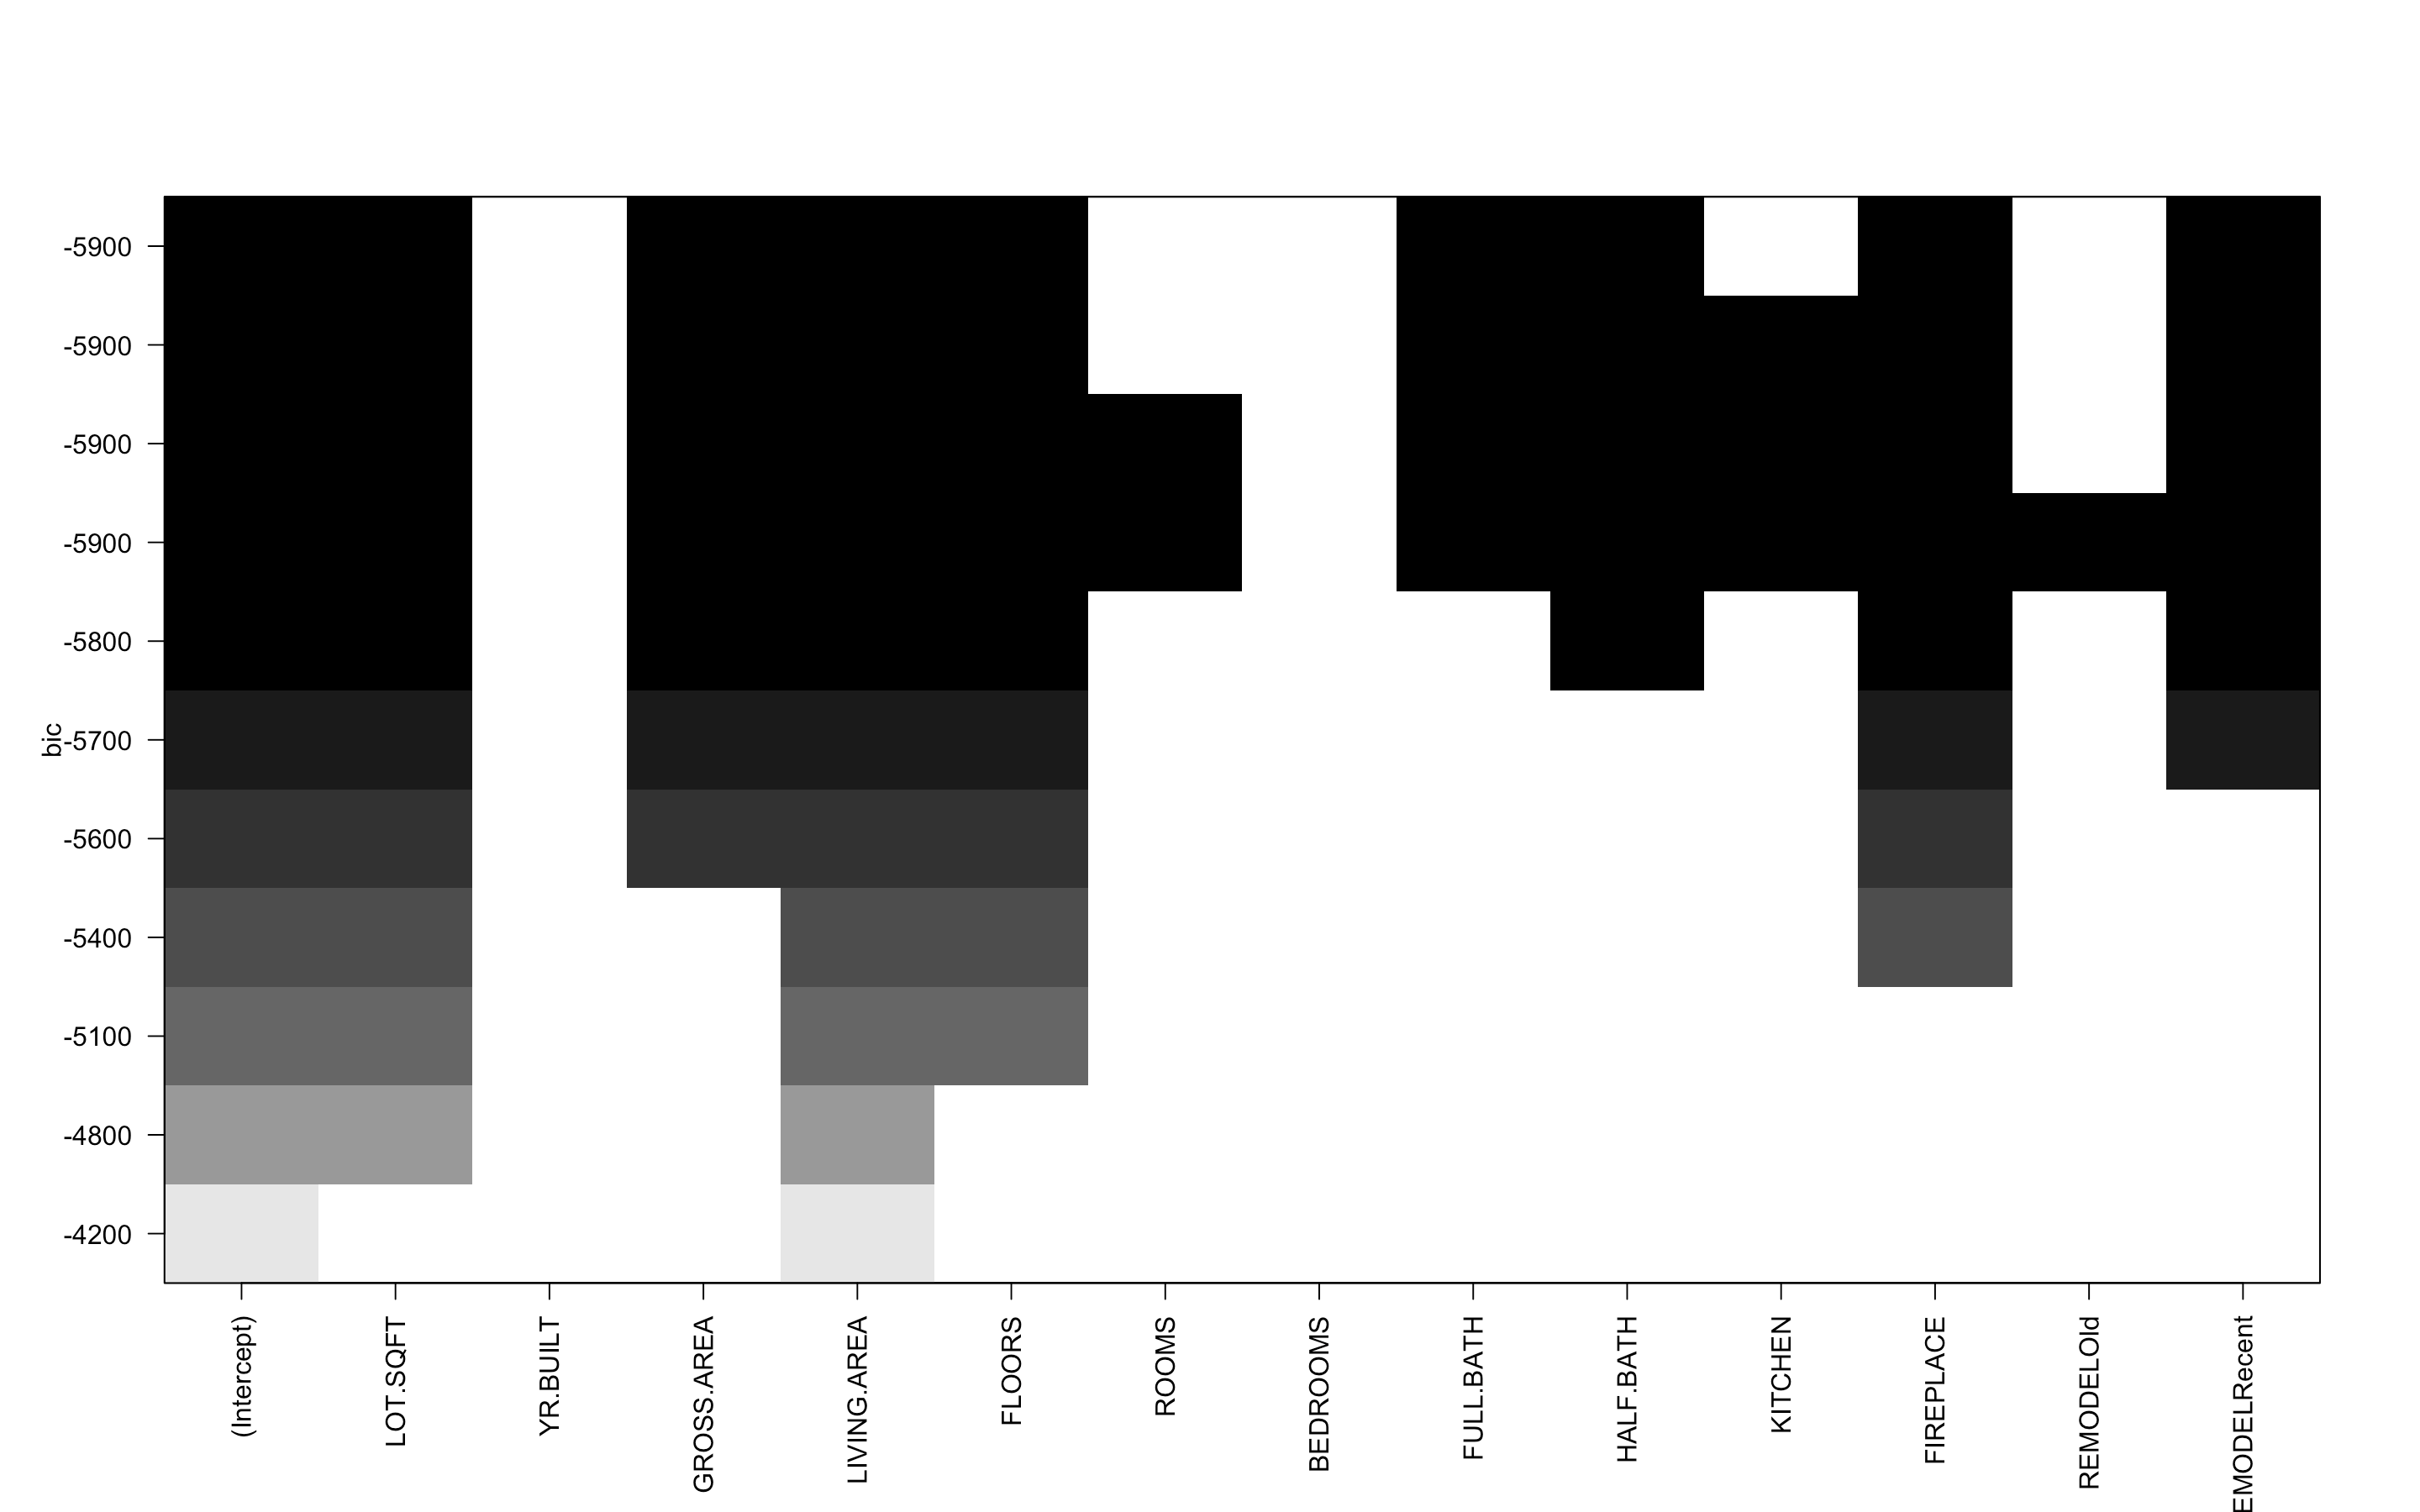 -5900
-5900
-5900
-5900
-5800
bic
-5700
-5600
-5400
-5100
-4800
-4200
(Intercept)
LOT.SQFT
YR.BUILT
GROSS.AREA
LIVING.AREA
FLOORS
ROOMS
BEDROOMS
FULL.BATH
HALF.BATH
KITCHEN
FIREPLACE
REMODELOld
EMODELRecent